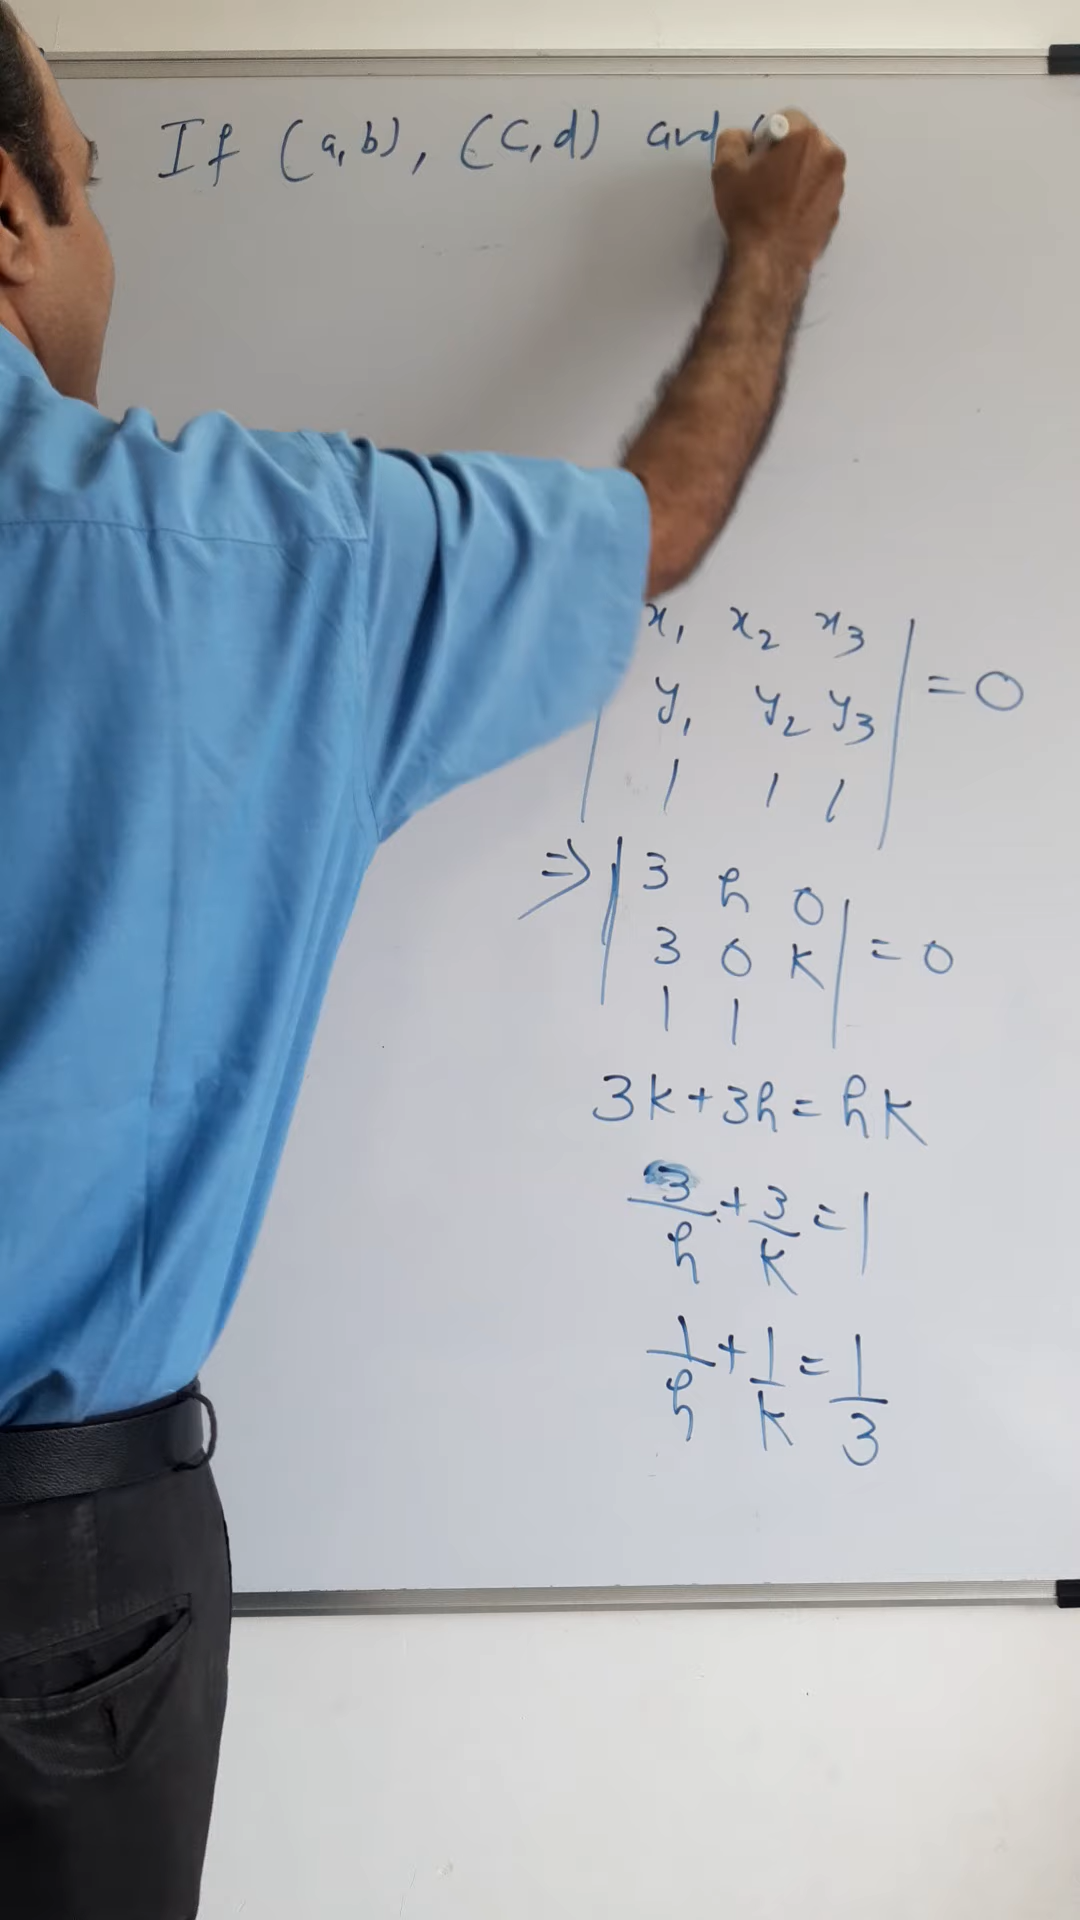 If (a,b), (c,d) and (
x₁ x₂ x₃
y₁ y₂ y₃ = 0
1 1 1
⇒ | 3 h 0
3 0 k | = 0
1 1
3k+3h=hk
3/h + 3/k = 1
1/h + 1/k = 1/3